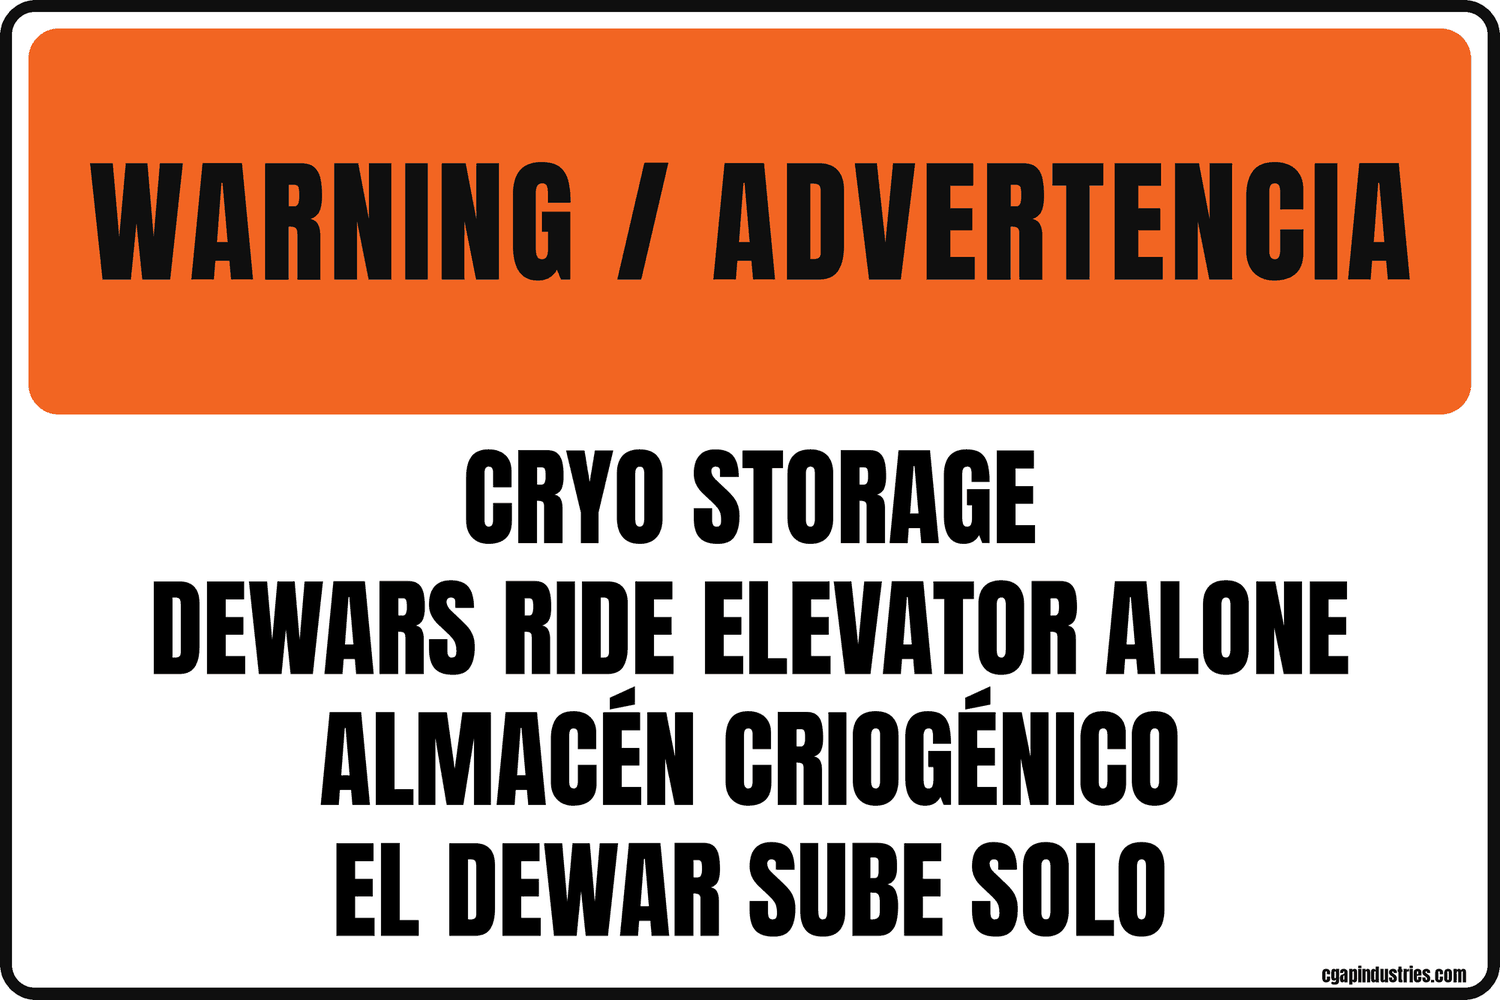 WARNING / ADVERTENCIA
CRYO STORAGE
DEWARS RIDE ELEVATOR ALONE
ALMACÉN CRIOGÉNICO
EL DEWAR SUBE SOLO
cgapindustries.com